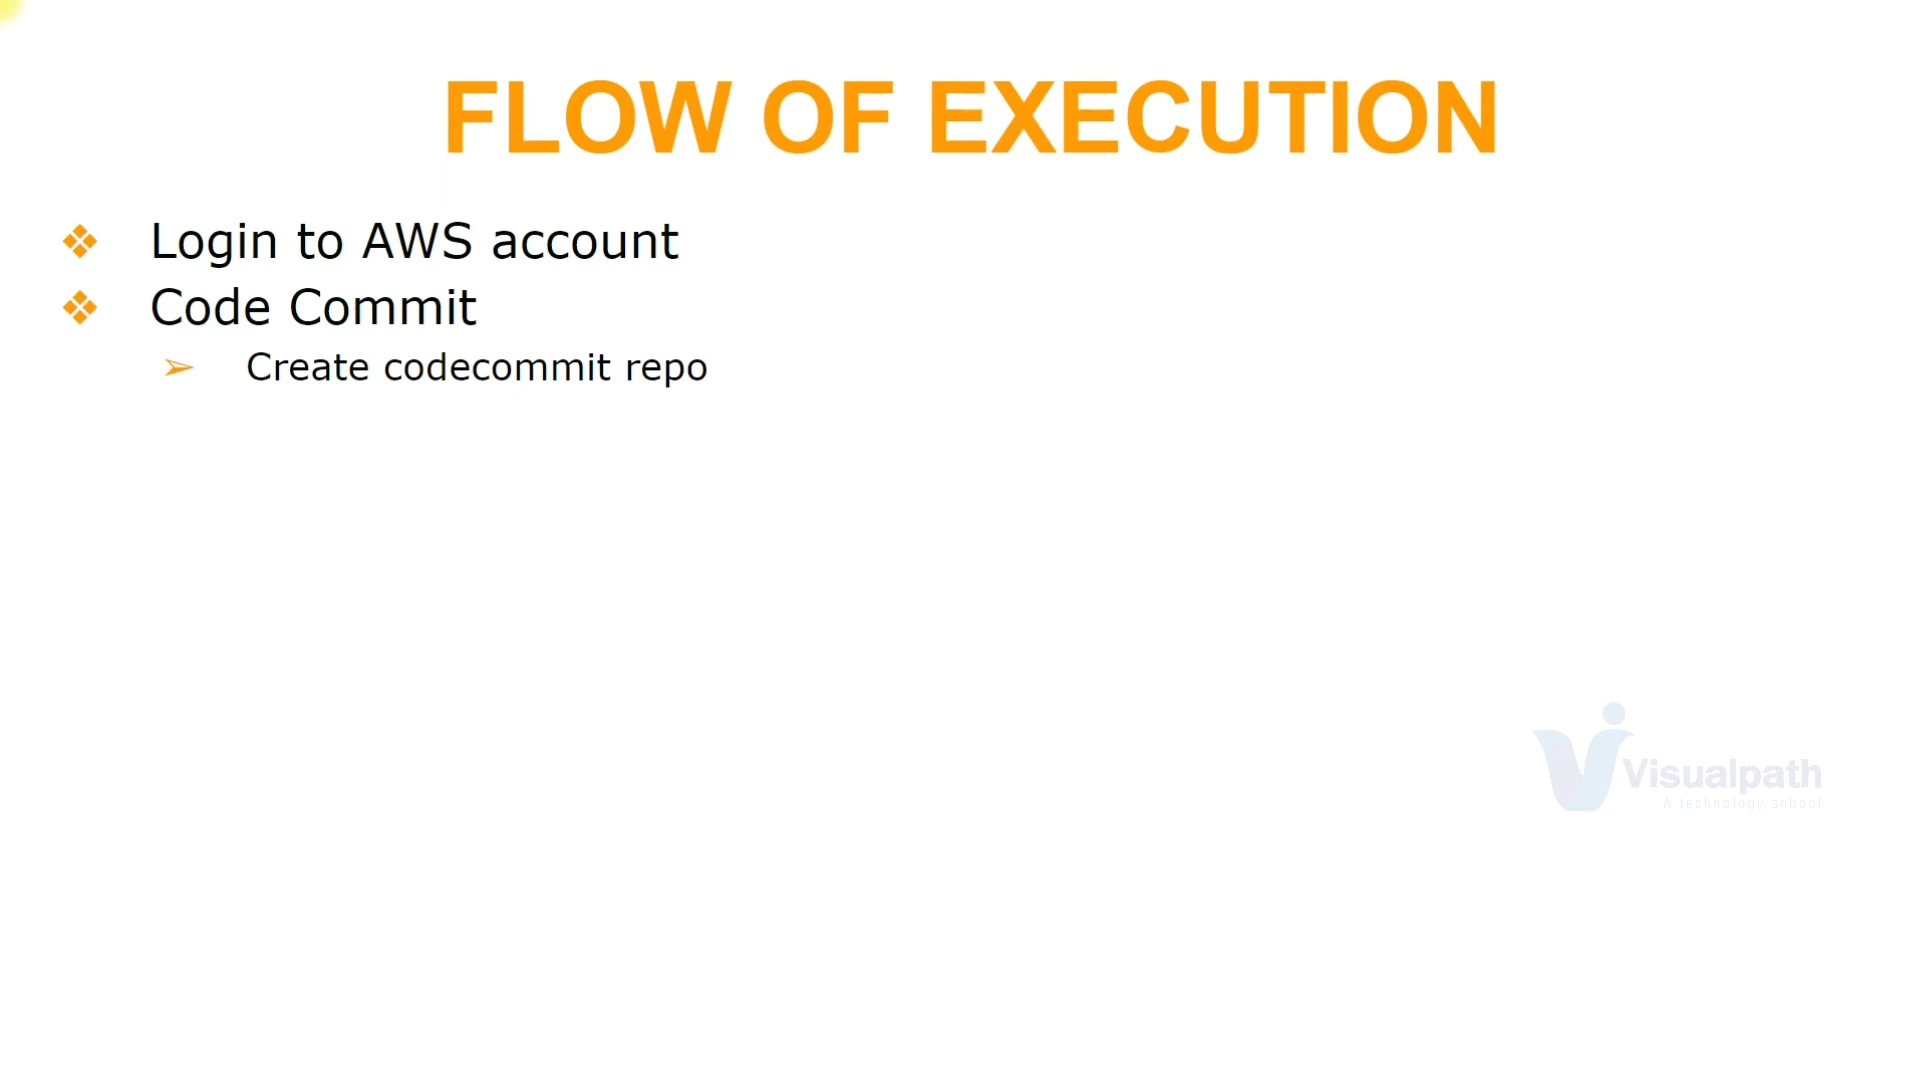 FLOW OF EXECUTION
Login to AWS account
Code Commit
Create codecommit repo
Visualpath
A technology school